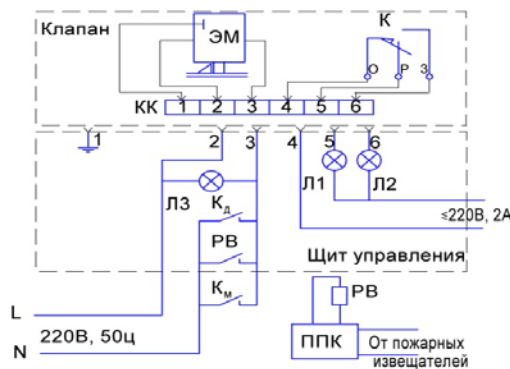 Клапан
ЭМ
К
О Р З
КК 1 2 3 4 5 6
1 2 3 4 5 6
Л3
Кд
Л1 Л2
РВ
≤220В, 2А
Щит управления
Км
L
220В, 50ц
N
РВ
ППК
От пожарных
извещателей